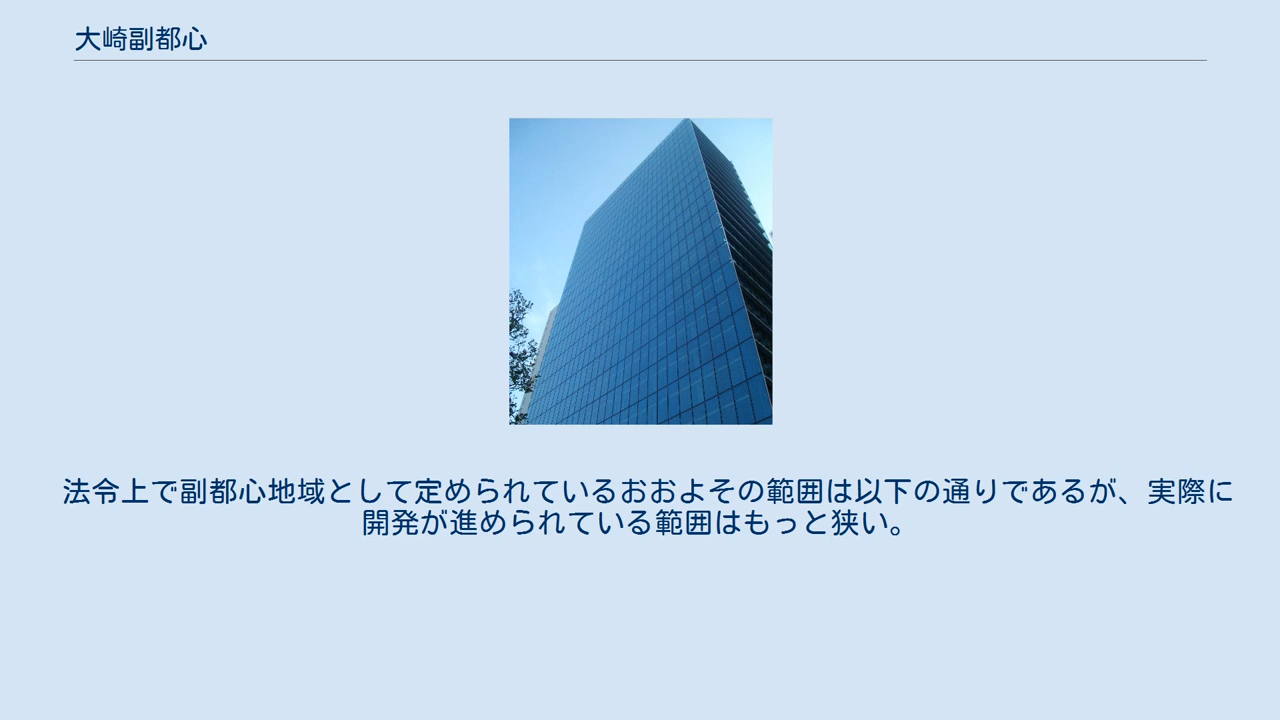 大崎副都心
法令上で副都心地域として定められているおおよその範囲は以下の通りであるが、実際に
開発が進められている範囲はもっと狭い。